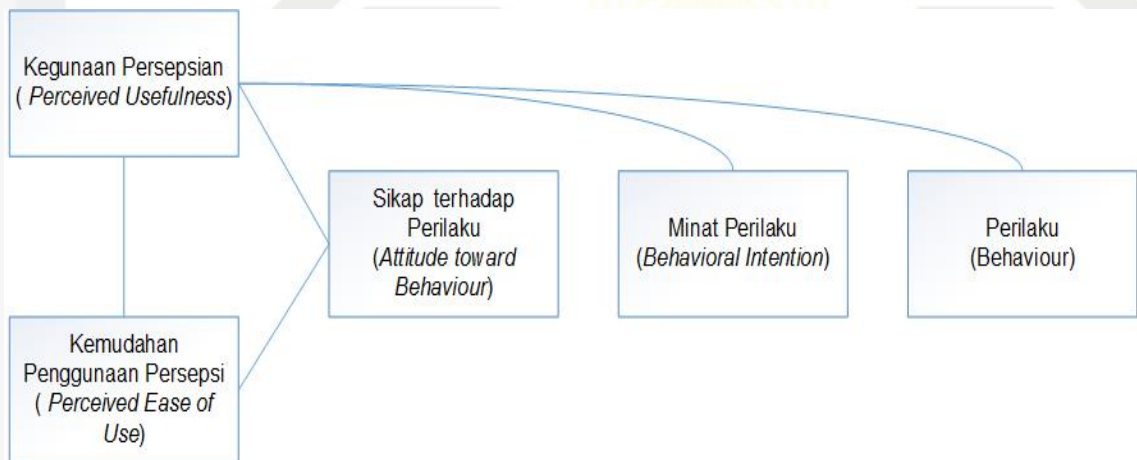 Kegunaan Persepsian
( Perceived Usefulness)
Sikap terhadap
Perilaku
(Attitude toward
Behaviour)
Minat Perilaku
(Behavioral Intention)
Perilaku
(Behaviour)
Kemudahan
Penggunaan Persepsi
( Perceived Ease of
Use)